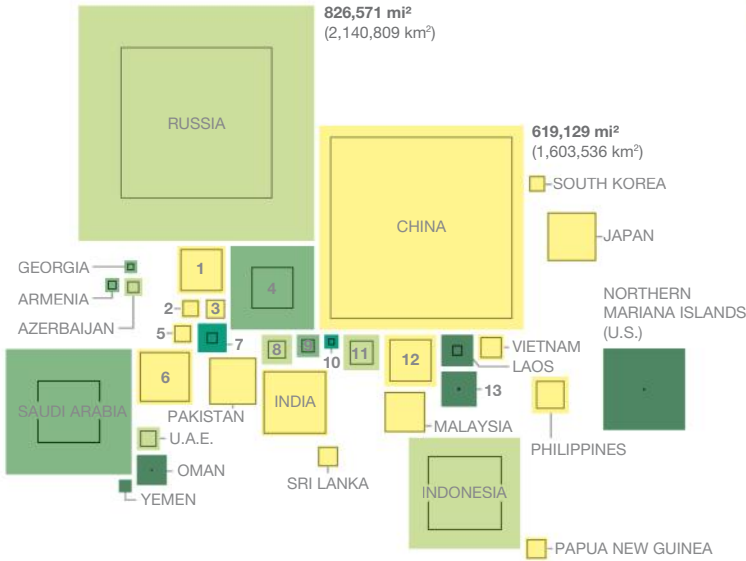 826,571 mi²
(2,140,809 km²)
RUSSIA
619,129 mi²
(1,603,536 km²)
SOUTH KOREA
CHINA
JAPAN
GEORGIA
1
4
NORTHERN
MARIANA ISLANDS
(U.S.)
ARMENIA
2
3
AZERBAIJAN
5
7
8
9
10
11
12
VIETNAM
LAOS
6
13
SAUDI ARABIA
PAKISTAN
INDIA
MALAYSIA
PHILIPPINES
U.A.E.
OMAN
YEMEN
SRI LANKA
INDONESIA
PAPUA NEW GUINEA